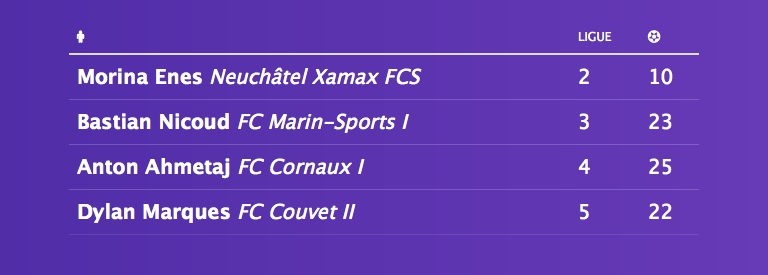 LIGUE
Morina Enes Neuchâtel Xamax FCS 2 10
Bastian Nicoud FC Marin-Sports I 3 23
Anton Ahmetaj FC Cornaux I 4 25
Dylan Marques FC Couvet II 5 22